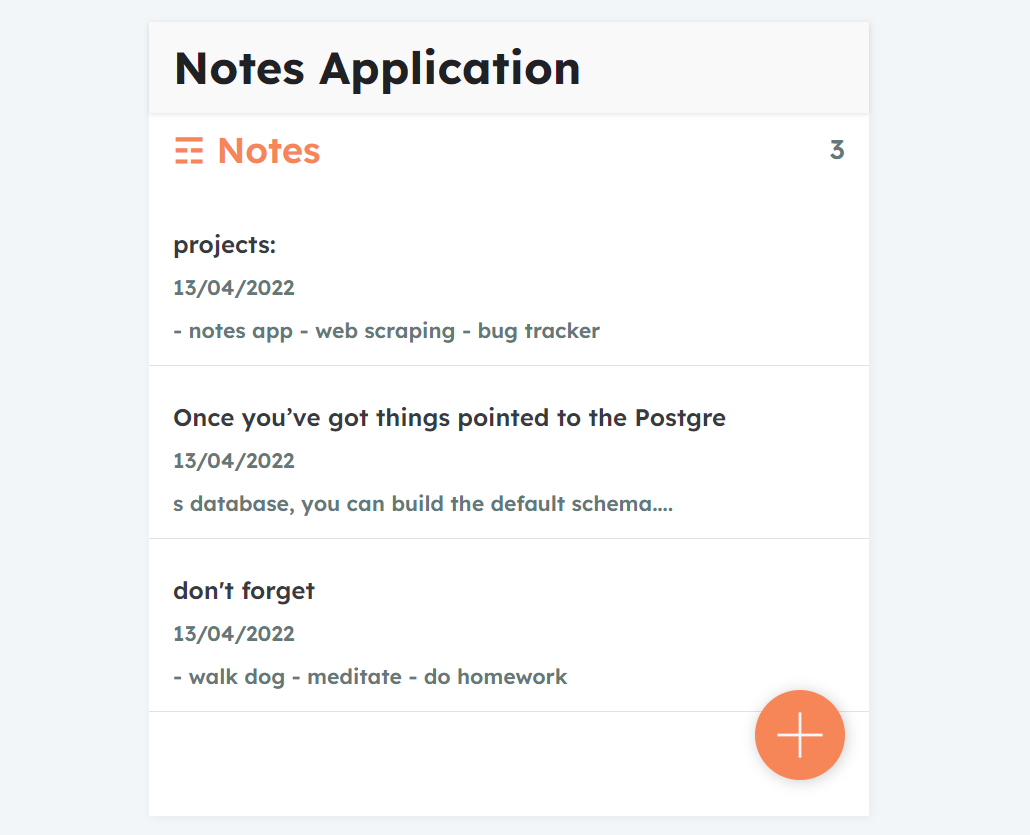 Notes Application
Notes
3
projects:
13/04/2022
- notes app - web scraping - bug tracker
Once you’ve got things pointed to the Postgre
13/04/2022
s database, you can build the default schema....
don't forget
13/04/2022
- walk dog - meditate - do homework